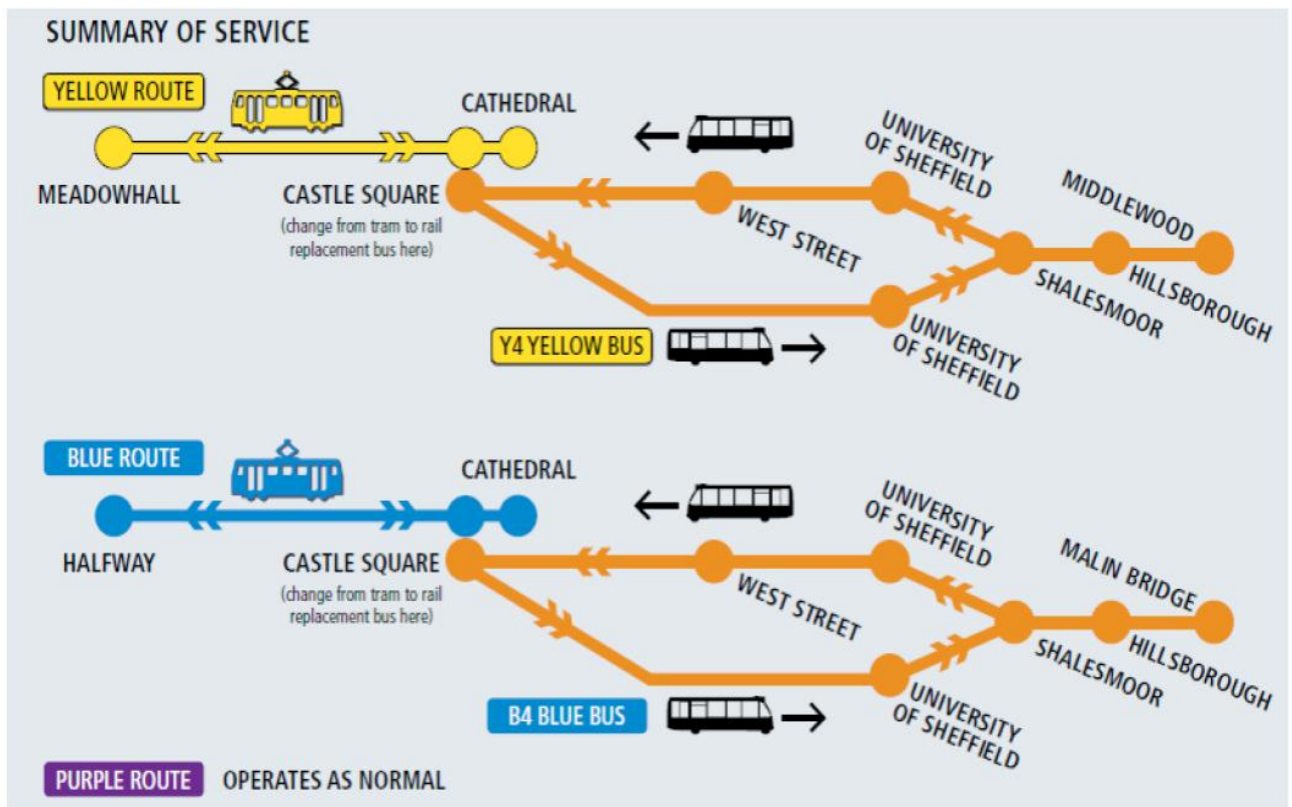 SUMMARY OF SERVICE
YELLOW ROUTE
CATHEDRAL
MEADOWHALL
CASTLE SQUARE
(change from tram to rail
replacement bus here)
WEST STREET
UNIVERSITY
OF SHEFFIELD
MIDDLEWOOD
SHALESMOOR
HILLSBOROUGH
Y4 YELLOW BUS
UNIVERSITY
OF SHEFFIELD
BLUE ROUTE
CATHEDRAL
HALFWAY
CASTLE SQUARE
(change from tram to rail
replacement bus here)
WEST STREET
UNIVERSITY
OF SHEFFIELD
MALIN BRIDGE
SHALESMOOR
HILLSBOROUGH
B4 BLUE BUS
UNIVERSITY
OF SHEFFIELD
PURPLE ROUTE OPERATES AS NORMAL